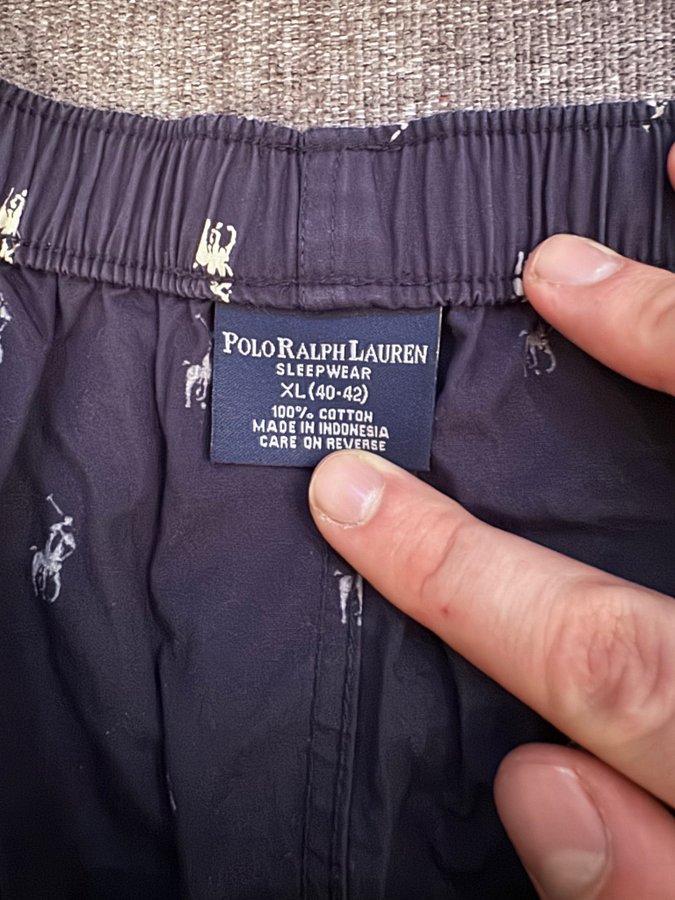 POLO RALPH LAUREN
SLEEPWEAR
XL (40-42)
100% COTTON
MADE IN INDONESIA
CARE ON REVERSE